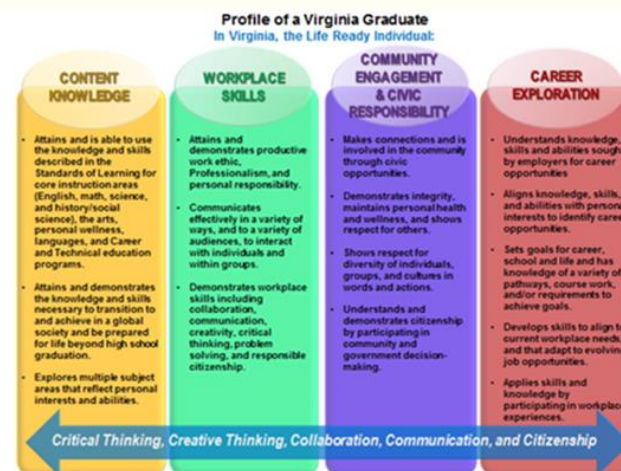 Profile of a Virginia Graduate
In Virginia, the Life Ready Individual:
CONTENT
KNOWLEDGE
• Attains and is able to use
the knowledge and skills
described in the
Standards of Learning for
core instruction areas
(English, math, science,
and history/social
science), the arts,
personal wellness,
languages, and Career
and Technical education
programs.
• Attains and demonstrates
the knowledge and skills
necessary to transition to
and achieve in a global
society and be prepared
for life beyond high school
graduation.
• Explores multiple subject
areas that reflect personal
interests and abilities.
WORKPLACE
SKILLS
• Attains and
demonstrates productive
work ethic,
Professionalism, and
personal responsibility.
• Communicates
effectively in a variety of
ways, and to a variety of
audiences, to interact
with individuals and
within groups.
• Demonstrates workplace
skills including
collaboration,
communication,
creativity, critical
thinking, problem
solving, and responsible
citizenship.
COMMUNITY
ENGAGEMENT
& CIVIC
RESPONSIBILITY
• Makes connections and is
involved in the community
through civic
opportunities.
• Demonstrates integrity,
maintains personal health
and wellness, and shows
respect for others.
• Shows respect for
diversity of individuals,
groups, and cultures in
words and actions.
• Understands and
demonstrates citizenship
by participating in
community and
government decision-
making.
CAREER
EXPLORATION
• Understands knowledge,
skills and abilities sought
by employers for career
opportunities
• Aligns knowledge, skills,
and abilities with personal
interests to identify career
opportunities.
• Sets goals for career,
school and life and has
knowledge of a variety of
pathways, course work,
and/or requirements to
achieve goals.
• Develops skills to align to
current workplace needs,
and that adapt to evolving
job opportunities.
• Applies skills and
knowledge by
participating in workplace
experiences.
Critical Thinking, Creative Thinking, Collaboration, Communication, and Citizenship